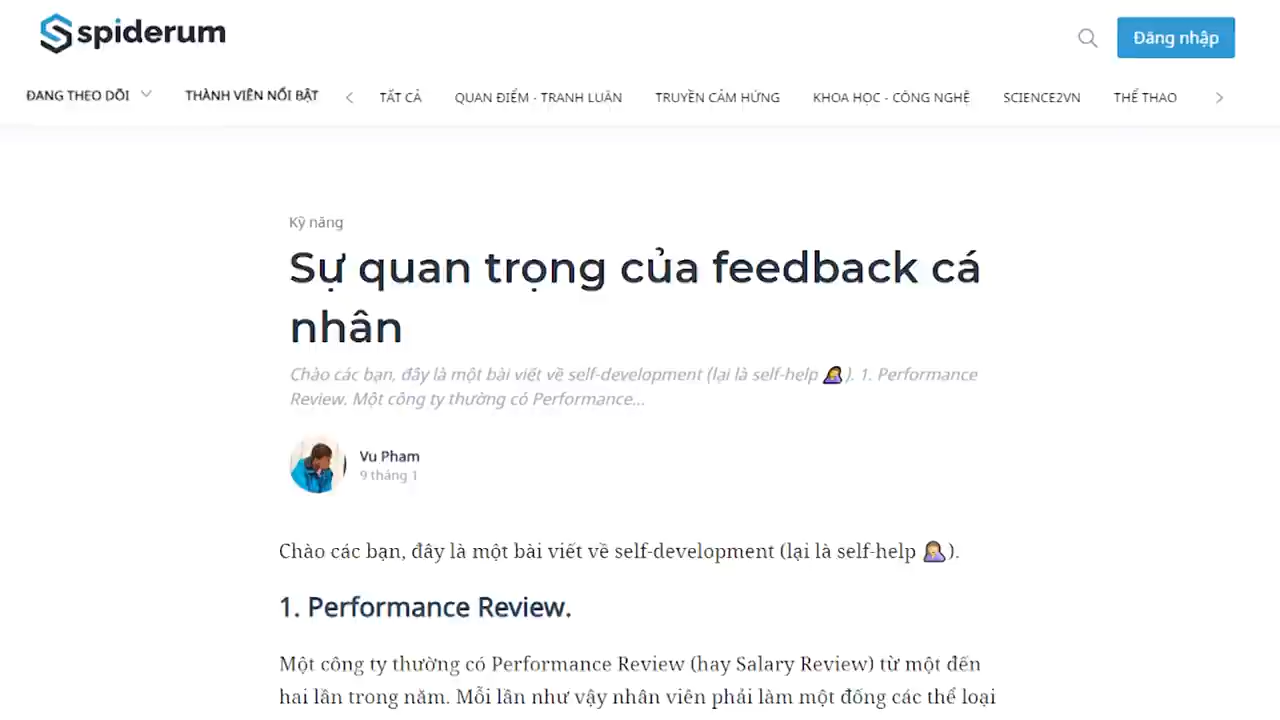 spiderum
Đăng nhập
ĐANG THEO DÕI
THÀNH VIÊN NỔI BẬT
TẤT CẢ
QUAN ĐIỂM - TRANH LUẬN
TRUYỀN CẢM HỨNG
KHOA HỌC - CÔNG NGHỆ
SCIENCE2VN
THỂ THAO
Kỹ năng
Sự quan trọng của feedback cá
nhân
Chào các bạn, đây là một bài viết về self-development (lại là self-help 🤦). 1. Performance
Review. Một công ty thường có Performance...
Vu Pham
9 tháng 1
Chào các bạn, đây là một bài viết về self-development (lại là self-help 🤦).
1. Performance Review.
Một công ty thường có Performance Review (hay Salary Review) từ một đến
hai lần trong năm. Mỗi lần như vậy nhân viên phải làm một đống các thể loại